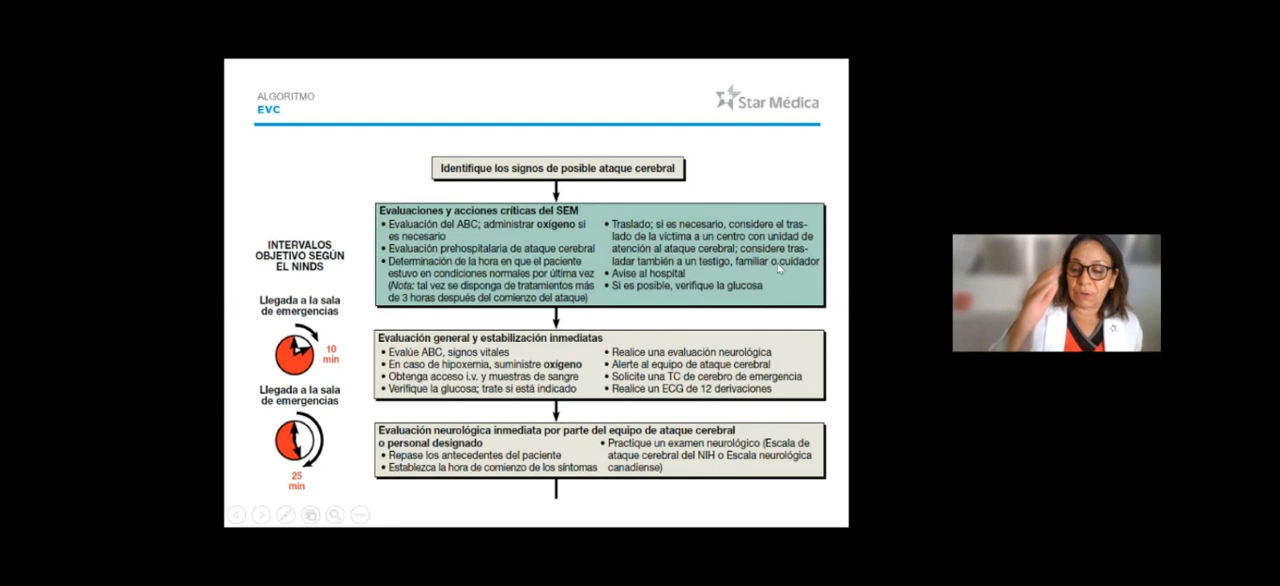 ALGORITMO
EVC
Star Médica
Identifique los signos de posible ataque cerebral
Evaluaciones y acciones críticas del SEM
• Evaluación del ABC; administrar oxígeno si
es necesario
• Evaluación prehospitalaria de ataque cerebral
• Determinación de la hora en que el paciente
estuvo en condiciones normales por última vez
(Nota: tal vez se disponga de tratamientos más
de 3 horas después del comienzo del ataque)
• Traslado; si es necesario, considere el tras-
lado de la víctima a un centro con unidad de
atención al ataque cerebral; considere tras-
ladar también a un testigo, familiar o cuidador
• Avise al hospital
• Si es posible, verifique la glucosa
INTERVALOS
OBJETIVO SEGÚN
EL NINDS
Llegada a la sala
de emergencias
10
min
Evaluación general y estabilización inmediatas
• Evalúe ABC, signos vitales
• En caso de hipoxemia, suministre oxígeno
• Obtenga acceso i.v. y muestras de sangre
• Verifique la glucosa; trate si está indicado
• Realice una evaluación neurológica
• Alerte al equipo de ataque cerebral
• Solicite una TC de cerebro de emergencia
• Realice un ECG de 12 derivaciones
Llegada a la sala
de emergencias
25
min
Evaluación neurológica inmediata por parte del equipo de ataque cerebral
o personal designado
• Repase los antecedentes del paciente
• Establezca la hora de comienzo de los síntomas
• Practique un examen neurológico (Escala de
ataque cerebral del NIH o Escala neurológica
canadiense)